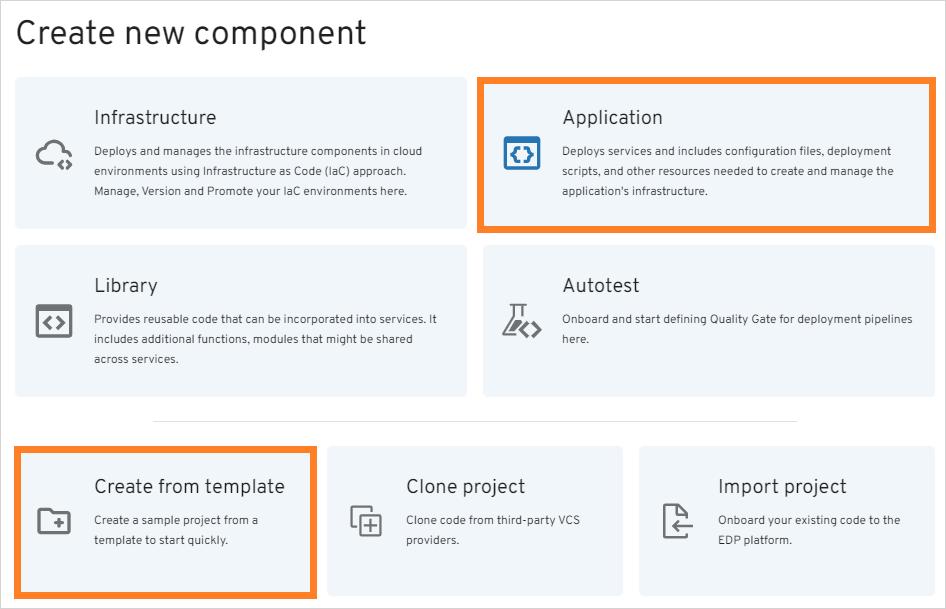 Create new component
Infrastructure
Deploys and manages the infrastructure components in cloud
environments using Infrastructure as Code (IaC) approach.
Manage, Version and Promote your IaC environments here.
Application
Deploys services and includes configuration files, deployment
scripts, and other resources needed to create and manage the
application's infrastructure.
Library
Provides reusable code that can be incorporated into services. It
includes additional functions, modules that might be shared
across services.
Autotest
Onboard and start defining Quality Gate for deployment pipelines
here.
Create from template
Create a sample project from a
template to start quickly.
Clone project
Clone code from third-party VCS
providers.
Import project
Onboard your existing code to the
EDP platform.